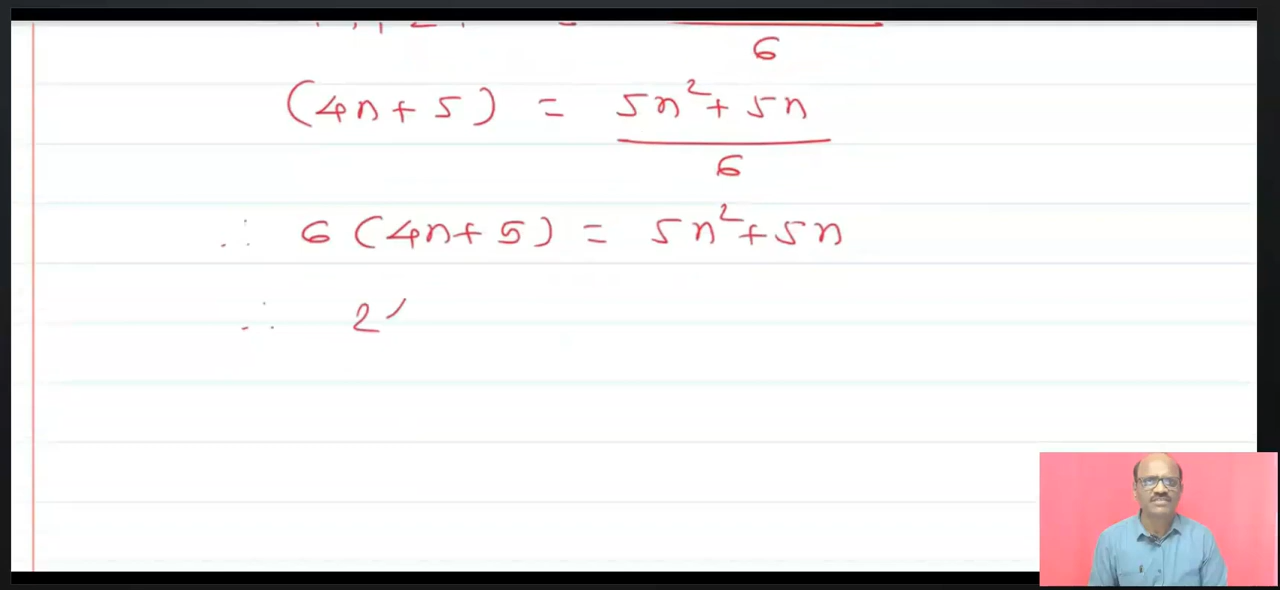 6
(4n+5) = 5n²+5n
6
∴ 6(4n+5) = 5n²+5n
∴ 2